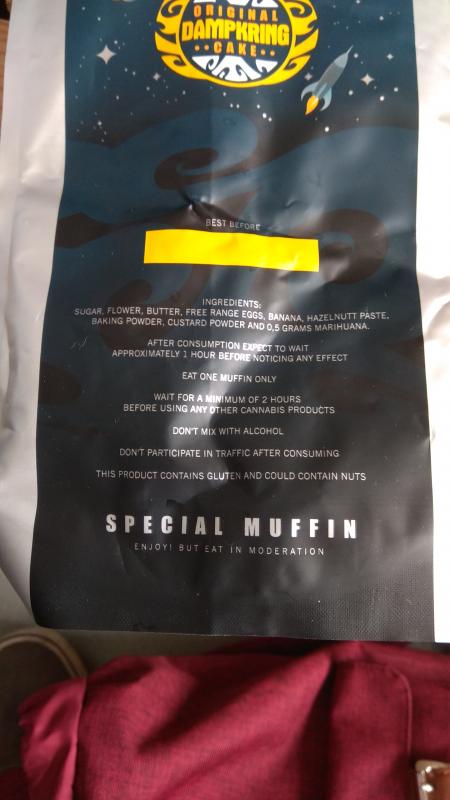 ORIGINAL
DAMPKRING
CAKE
BEST BEFORE
INGREDIENTS:
SUGAR, FLOWER, BUTTER, FREE RANGE EGGS, BANANA, HAZELNUTT PASTE,
BAKING POWDER, CUSTARD POWDER AND 0,5 GRAMS MARIHUANA.
AFTER CONSUMPTION EXPECT TO WAIT
APPROXIMATELY 1 HOUR BEFORE NOTICING ANY EFFECT
EAT ONE MUFFIN ONLY
WAIT FOR A MINIMUM OF 2 HOURS
BEFORE USING ANY OTHER CANNABIS PRODUCTS
DON'T MIX WITH ALCOHOL
DON'T PARTICIPATE IN TRAFFIC AFTER CONSUMING
THIS PRODUCT CONTAINS GLUTEN AND COULD CONTAIN NUTS
SPECIAL MUFFIN
ENJOY! BUT EAT IN MODERATION